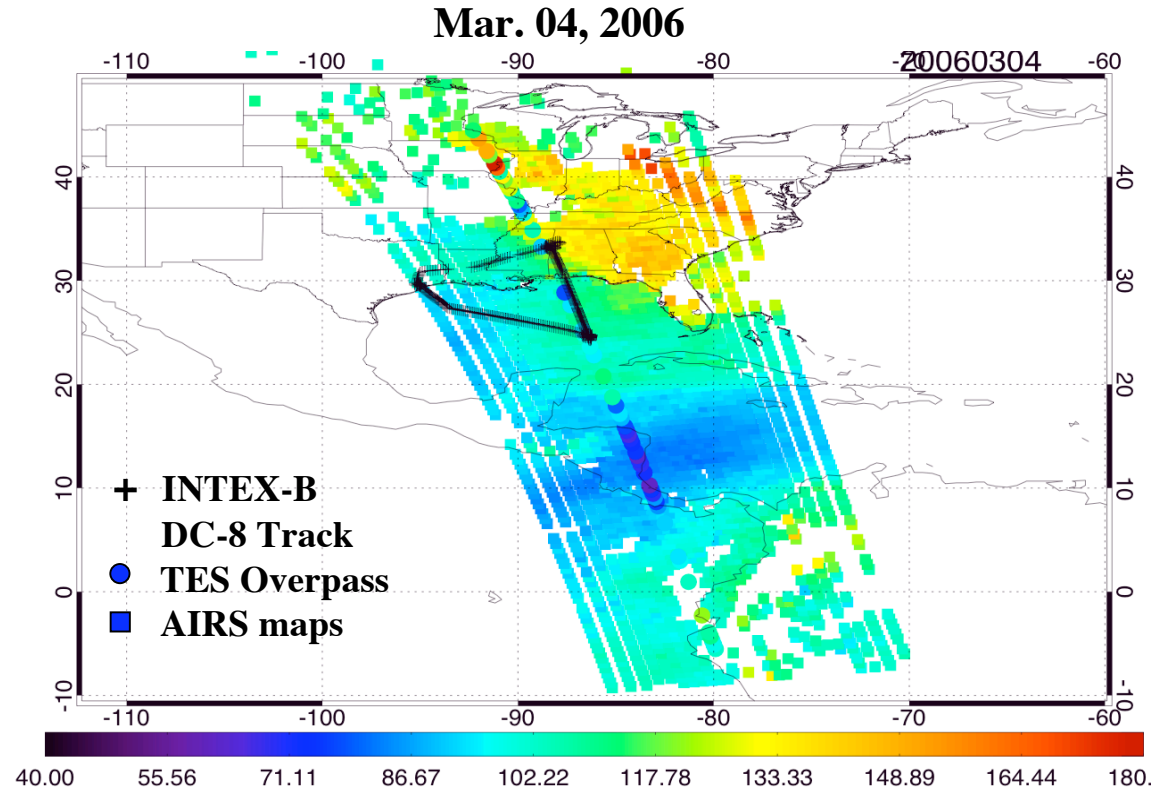 Mar. 04, 2006
-110 -100 -90 -80 -70 -60
20060304
40 40
30 30
20 20
10 10
0 0
-10 -10
+ INTEX-B
DC-8 Track
TES Overpass
AIRS maps
-110 -100 -90 -80 -70 -60
40.00 55.56 71.11 86.67 102.22 117.78 133.33 148.89 164.44 180.